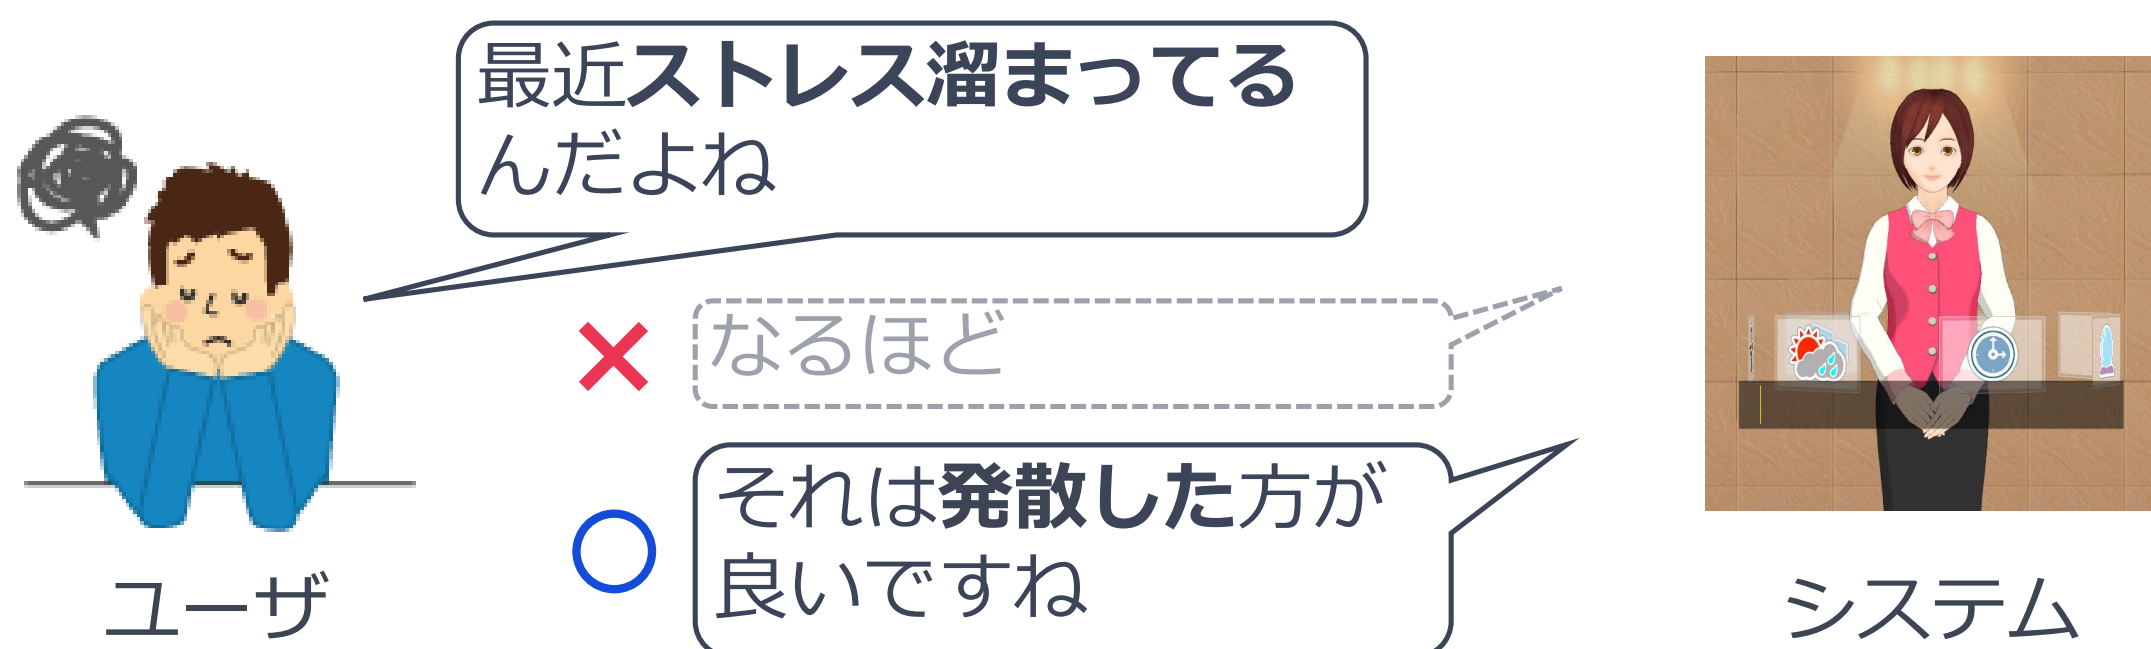 最近ストレス溜まってる
んだよね
なるほど
それは発散した方が
良いですね
ユーザ
システム